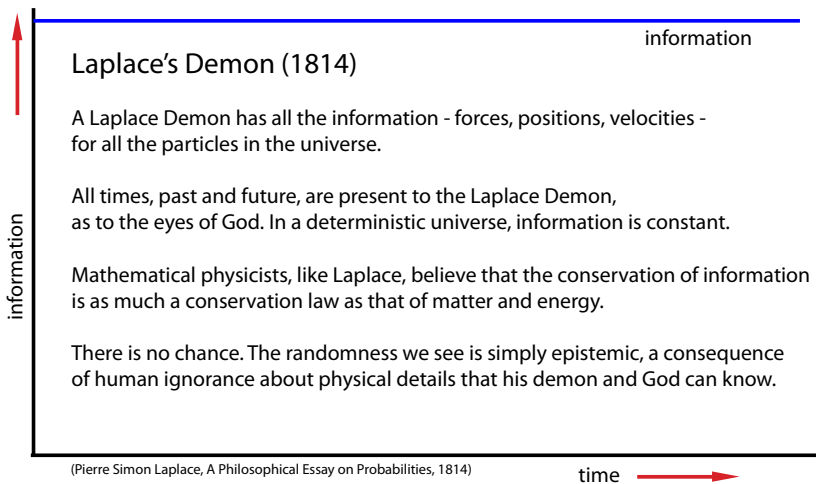 information
Laplace's Demon (1814)
A Laplace Demon has all the information - forces, positions, velocities -
for all the particles in the universe.
All times, past and future, are present to the Laplace Demon,
as to the eyes of God. In a deterministic universe, information is constant.
Mathematical physicists, like Laplace, believe that the conservation of information
is as much a conservation law as that of matter and energy.
There is no chance. The randomness we see is simply epistemic, a consequence
of human ignorance about physical details that his demon and God can know.
information
(Pierre Simon Laplace, A Philosophical Essay on Probabilities, 1814)
time